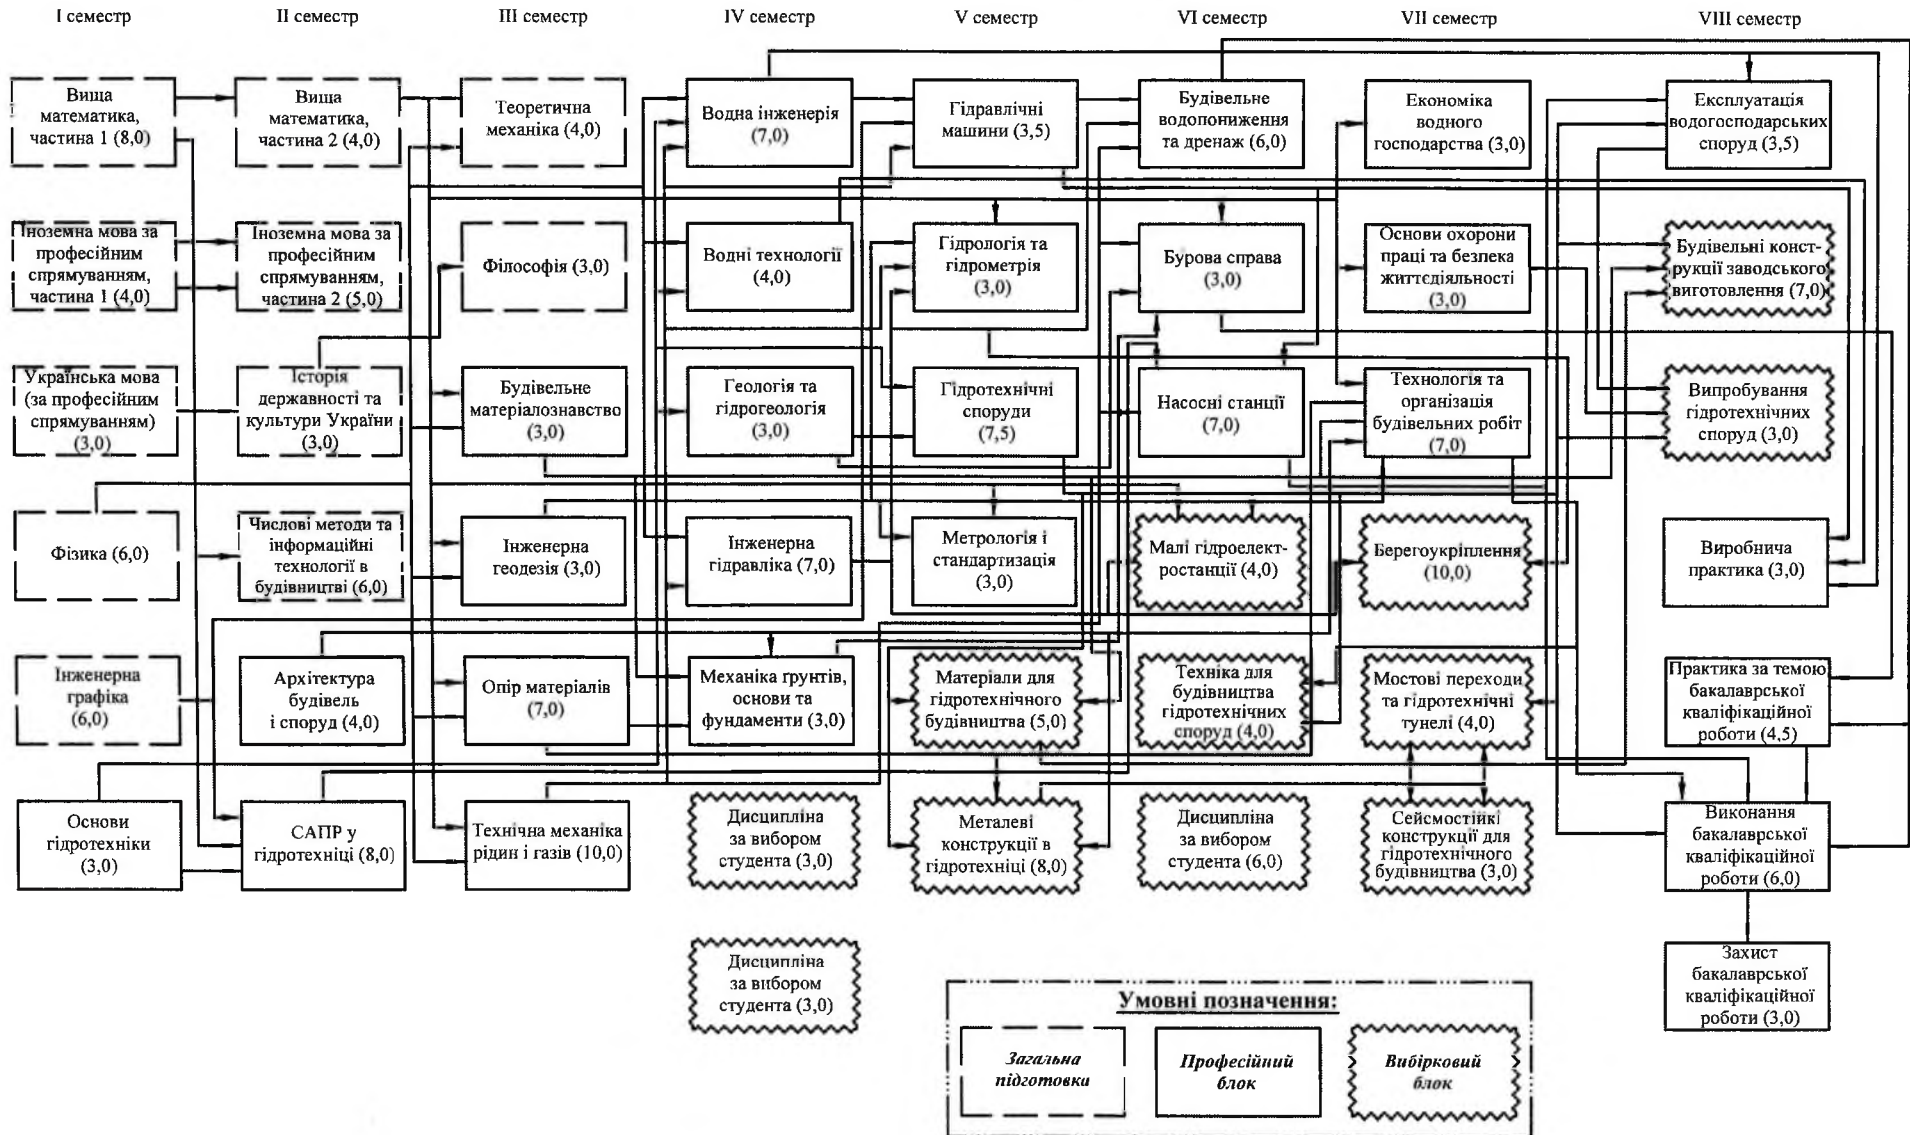 I семестр
II семестр
III семестр
IV семестр
V семестр
VI семестр
VII семестр
VIII семестр
Вища
математика,
частина 1 (8,0)
Вища
математика,
частина 2 (4,0)
Теоретична
механіка (4,0)
Водна інженерія
(7,0)
Гідравлічні
машини (3,5)
Будівельне
водопониження
та дренаж (6,0)
Економіка
водного
господарства (3,0)
Експлуатація
водогосподарських
споруд (3,5)
Іноземна мова за
професійним
спрямуванням,
частина 1 (4,0)
Іноземна мова за
професійним
спрямуванням,
частина 2 (5,0)
Філософія (3,0)
Водні технології
(4,0)
Гідрологія та
гідрометрія
(3,0)
Бурова справа
(3,0)
Основи охорони
праці та безпека
життєдіяльності
(3,0)
Будівельні конст-
рукції заводського
виготовлення (7,0)
Українська мова
(за професійним
спрямуванням)
(3,0)
Історія
державності та
культури України
(3,0)
Будівельне
матеріалознавство
(3,0)
Геологія та
гідрогеологія
(3,0)
Гідротехнічні
споруди
(7,5)
Насосні станції
(7,0)
Технологія та
організація
будівельних робіт
(7,0)
Випробування
гідротехнічних
споруд (3,0)
Фізика (6,0)
Числові методи та
інформаційні
технології в
будівництві (6,0)
Інженерна
геодезія (3,0)
Інженерна
гідравліка (7,0)
Метрологія і
стандартизація
(3,0)
Малі гідроелект-
ростанції (4,0)
Берегоукріплення
(10,0)
Виробнича
практика (3,0)
Інженерна
графіка
(6,0)
Архітектура
будівель
і споруд (4,0)
Опір матеріалів
(7,0)
Механіка ґрунтів,
основи та
фундаменти (3,0)
Матеріали для
гідротехнічного
будівництва (5,0)
Техніка для
будівництва
гідротехнічних
споруд (4,0)
Мостові переходи
та гідротехнічні
тунелі (4,0)
Практика за темою
бакалаврської
кваліфікаційної
роботи (4,5)
Основи
гідротехніки
(3,0)
САПР у
гідротехніці (8,0)
Технічна механіка
рідин і газів (10,0)
Дисципліна
за вибором
студента (3,0)
Металеві
конструкції в
гідротехніці (8,0)
Дисципліна
за вибором
студента (6,0)
Сейсмостійкі
конструкції для
гідротехнічного
будівництва (3,0)
Виконання
бакалаврської
кваліфікаційної
роботи (6,0)
Дисципліна
за вибором
студента (3,0)
Захист
бакалаврської
кваліфікаційної
роботи (3,0)
Умовні позначення:
Загальна
підготовки
Професійний
блок
Вибірковий
блок